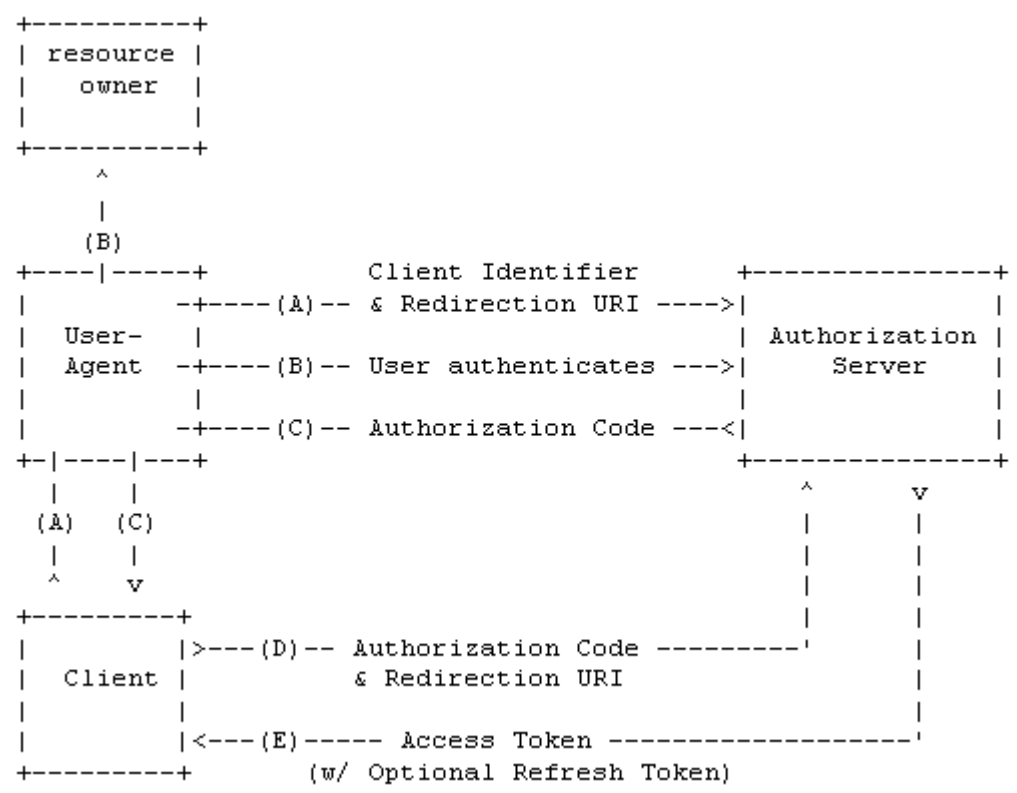 resource
owner
(B)
Client Identifier
(A) & Redirection URI
User-
Agent
Authorization
Server
(B) User authenticates
(C) Authorization Code
(A) (C)
(D) Authorization Code
Client
& Redirection URI
(E) Access Token
(w/ Optional Refresh Token)